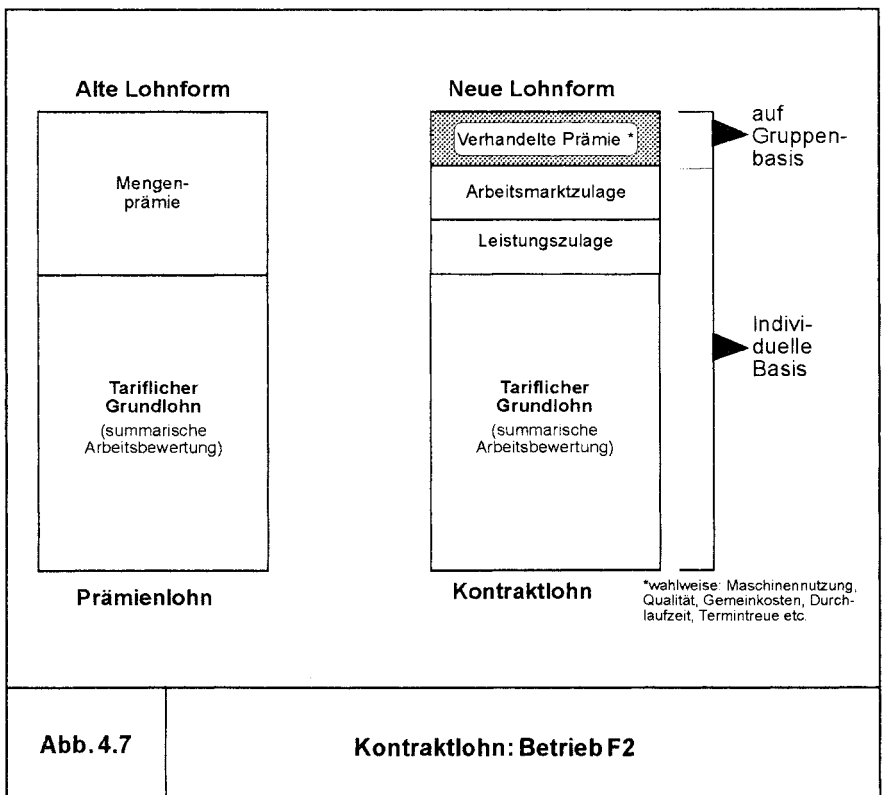 Alte Lohnform
Mengen-
prämie
Tariflicher
Grundlohn
(summarische
Arbeitsbewertung)
Prämienlohn
Neue Lohnform
Verhandelte Prämie *
Arbeitsmarktzulage
Leistungszulage
Tariflicher
Grundlohn
(summarische
Arbeitsbewertung)
Kontraktlohn
auf
Gruppen-
basis
Indivi-
duelle
Basis
*wahlweise: Maschinennutzung,
Qualität, Gemeinkosten, Durch-
laufzeit, Termintreue etc.
Abb. 4.7
Kontraktlohn: Betrieb F2